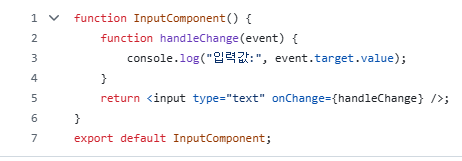 1 function InputComponent() {
2 function handleChange(event) {
3 console.log("입력값:", event.target.value);
4 }
5 return <input type="text" onChange={handleChange} />;
6 }
7 export default InputComponent;